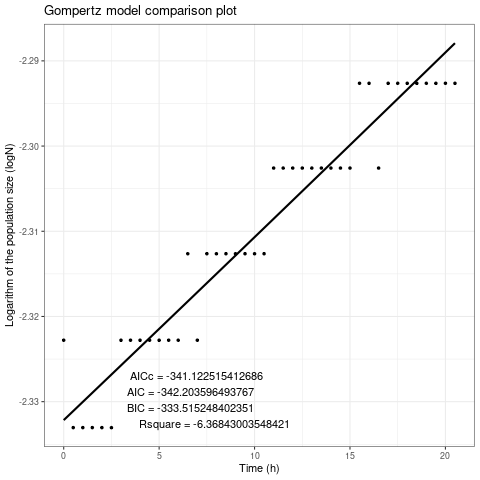 Gompertz model comparison plot
Logarithm of the population size (logN)
-2.29
-2.30
-2.31
-2.32
-2.33
AICc = -341.122515412686
AIC = -342.203596493767
BIC = -333.515248402351
Rsquare = -6.36843003548421
0 5 10 15 20
Time (h)